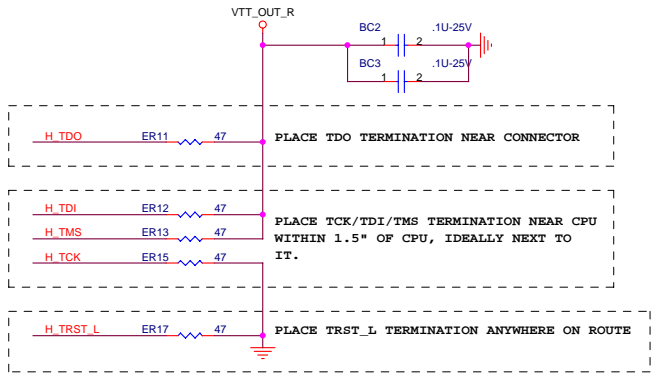 VTT_OUT_R
BC2 .1U-25V
1 2
BC3 .1U-25V
1 2
H_TDO ER11 47 PLACE TDO TERMINATION NEAR CONNECTOR
H_TDI ER12 47
PLACE TCK/TDI/TMS TERMINATION NEAR CPU
H_TMS ER13 47 WITHIN 1.5" OF CPU, IDEALLY NEXT TO
IT.
H_TCK ER15 47
H_TRST_L ER17 47 PLACE TRST_L TERMINATION ANYWHERE ON ROUTE